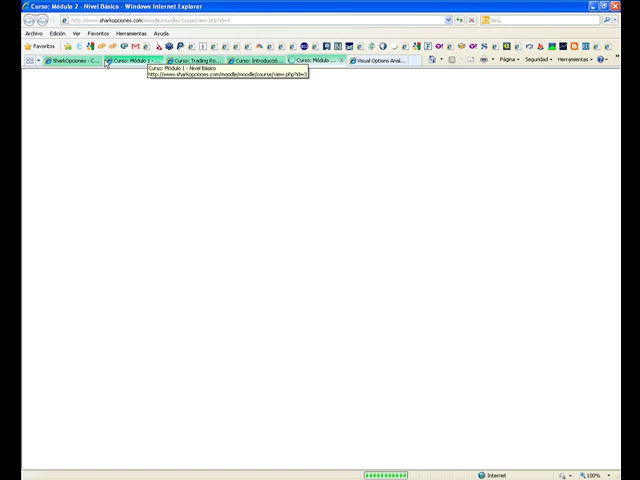 Curso: Módulo 2 - Nivel Básico - Windows Internet Explorer
http://www.sharkopciones.com/moodle/moodle/course/view.php?id=4
Bing
Archivo Edición Ver Favoritos Herramientas Ayuda
Favoritos
SharkOpciones - C... Curso: Módulo 1 - ... Curso: Trading Ro... Curso: Introducció... Curso: Módulo ... Visual Options Anal... Página Seguridad Herramientas
Curso: Módulo 1 - Nivel Básico
http://www.sharkopciones.com/moodle/moodle/course/view.php?id=3
Internet 100%